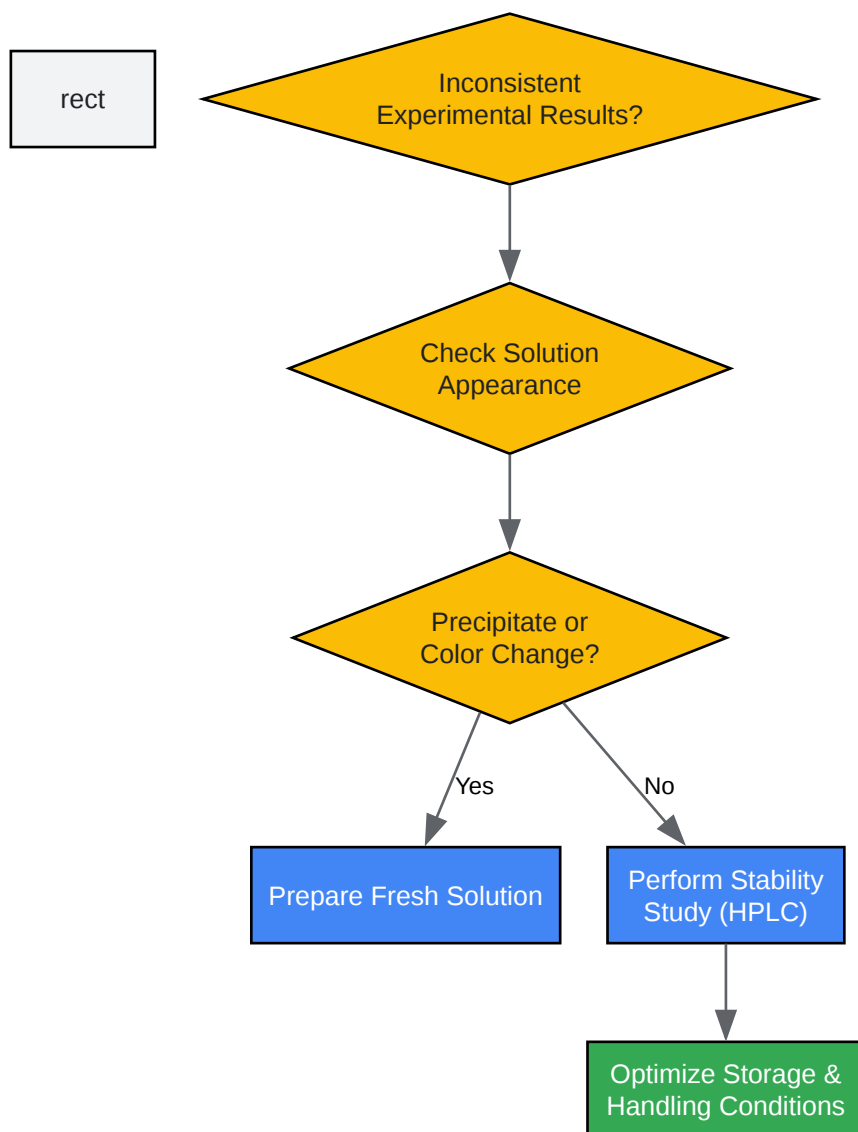 rect
Inconsistent
Experimental Results?
Check Solution
Appearance
Precipitate or
Color Change?
Yes
No
Prepare Fresh Solution
Perform Stability
Study (HPLC)
Optimize Storage &
Handling Conditions